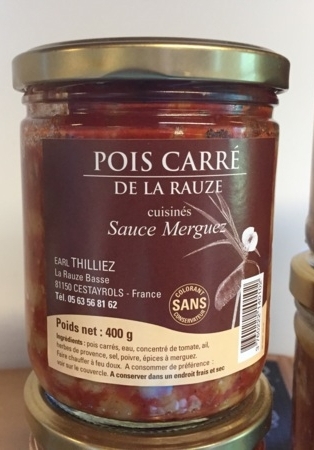 POIS CARRÉ
DE LA RAUZE
cuisinés
Sauce Merguez
EARL THILLIEZ
La Rauze Basse
81150 CESTAYROLS - France
Tél. 05 63 56 81 62
COLORANT
SANS
CONSERVATEUR
Poids net : 400 g
Ingrédients : pois carrés, eau, concentré de tomate, ail,
herbes de provence, sel, poivre, épices à merguez.
Faire chauffer à feu doux. A consommer de préférence :
voir sur le couvercle. A conserver dans un endroit frais et sec